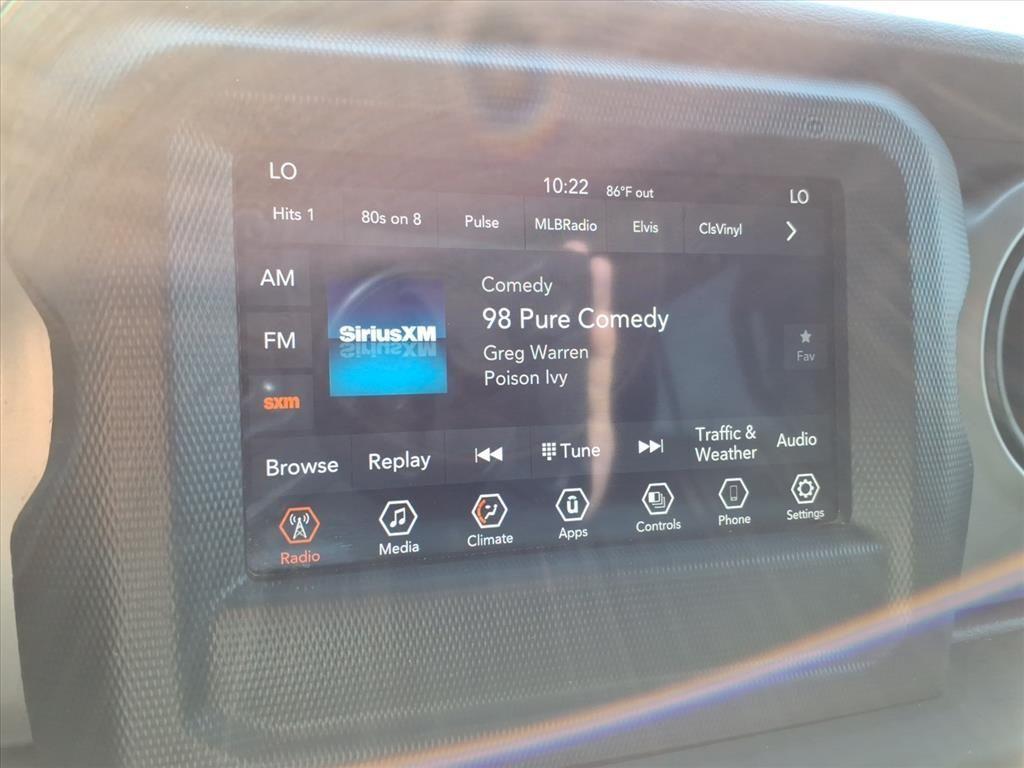 LO
10:22 86°F out
LO
Hits 1 80s on 8 Pulse MLBRadio Elvis ClsVinyl
AM
FM
sxm
SiriusXM
Comedy
98 Pure Comedy
Greg Warren
Poison Ivy
Fav
Browse Replay Tune
Traffic &
Weather
Audio
Radio Media Climate Apps Controls Phone Settings